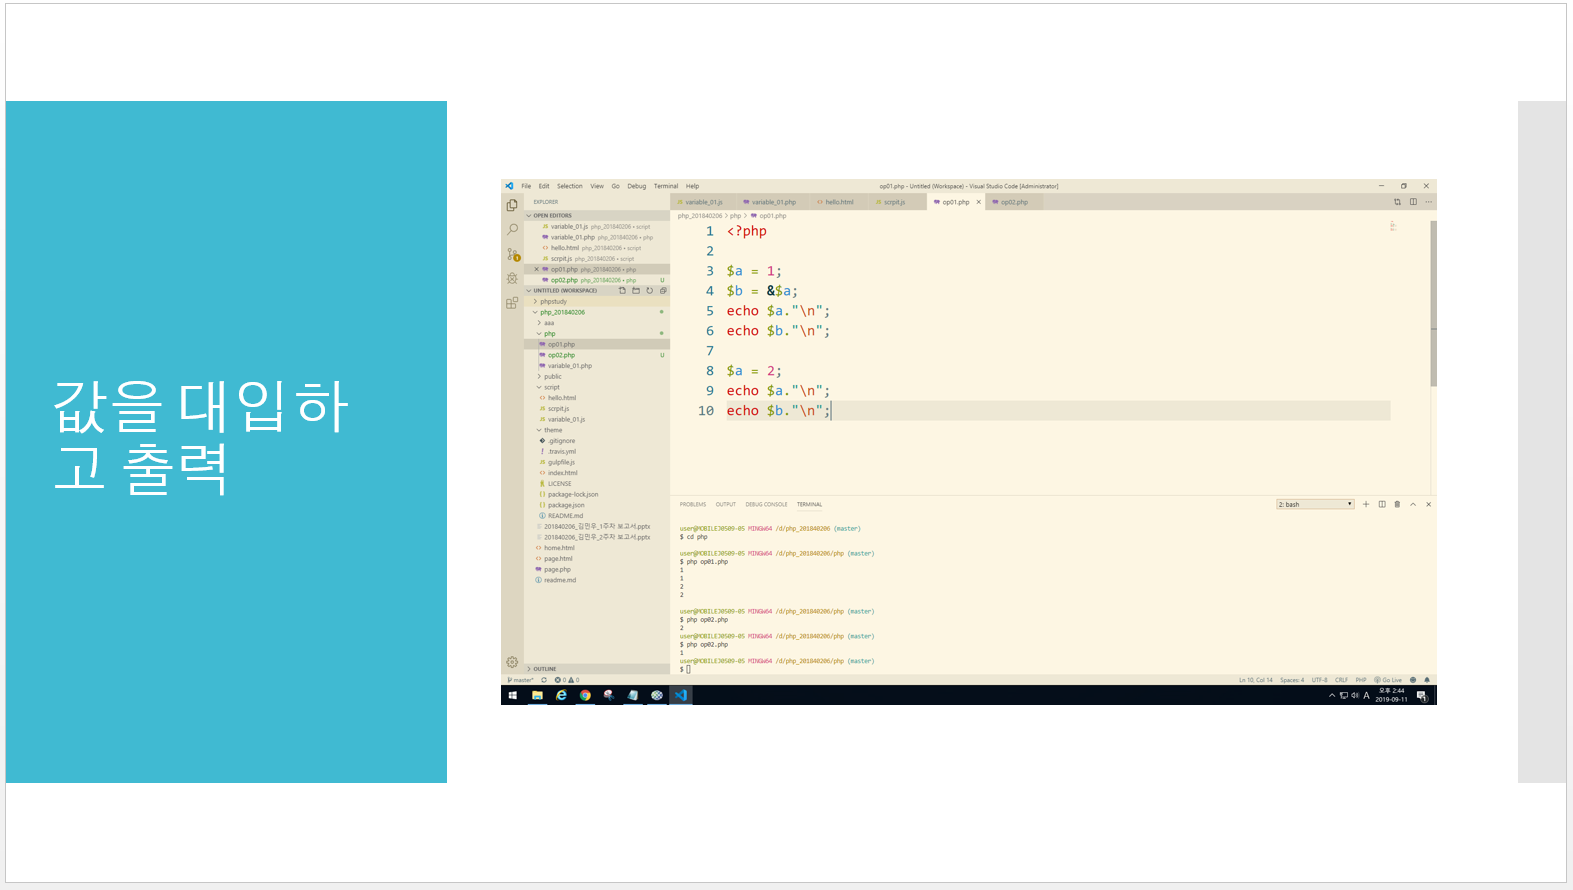 값을 대입하
고 출력
File Edit Selection View Go Debug Terminal Help
op01.php - Untitled (Workspace) - Visual Studio Code [Administrator]
EXPLORER
OPEN EDITORS
variable_01.js php_201840206 • script
variable_01.php php_201840206 • php
hello.html php_201840206 • script
scrpit.js php_201840206 • script
op01.php php_201840206 • php
op02.php php_201840206 • php U
UNTITLED (WORKSPACE)
phpstudy
php_201840206
aaa
php
op01.php
op02.php U
variable_01.php
public
script
hello.html
scrpit.js
variable_01.js
theme
.gitignore
.travis.yml
gulpfile.js
index.html
LICENSE
package-lock.json
package.json
README.md
201840206_김민우_1주차 보고서.pptx
201840206_김민우_2주차 보고서.pptx
home.html
page.html
page.php
readme.md
OUTLINE
variable_01.js variable_01.php hello.html scrpit.js op01.php op02.php
php_201840206 > php > op01.php
1 <?php
2
3 $a = 1;
4 $b = &$a;
5 echo $a."\n";
6 echo $b."\n";
7
8 $a = 2;
9 echo $a."\n";
10 echo $b."\n";
PROBLEMS OUTPUT DEBUG CONSOLE TERMINAL
2: bash
user@MOBILEJ0509-05 MINGW64 /d/php_201840206 (master)
$ cd php
user@MOBILEJ0509-05 MINGW64 /d/php_201840206/php (master)
$ php op01.php
1
1
2
2
user@MOBILEJ0509-05 MINGW64 /d/php_201840206/php (master)
$ php op02.php
2
user@MOBILEJ0509-05 MINGW64 /d/php_201840206/php (master)
$ php op02.php
1
user@MOBILEJ0509-05 MINGW64 /d/php_201840206/php (master)
$
master* 0 0
Ln 10, Col 14 Spaces: 4 UTF-8 CRLF PHP Go Live
A
오후 2:44
2019-09-11